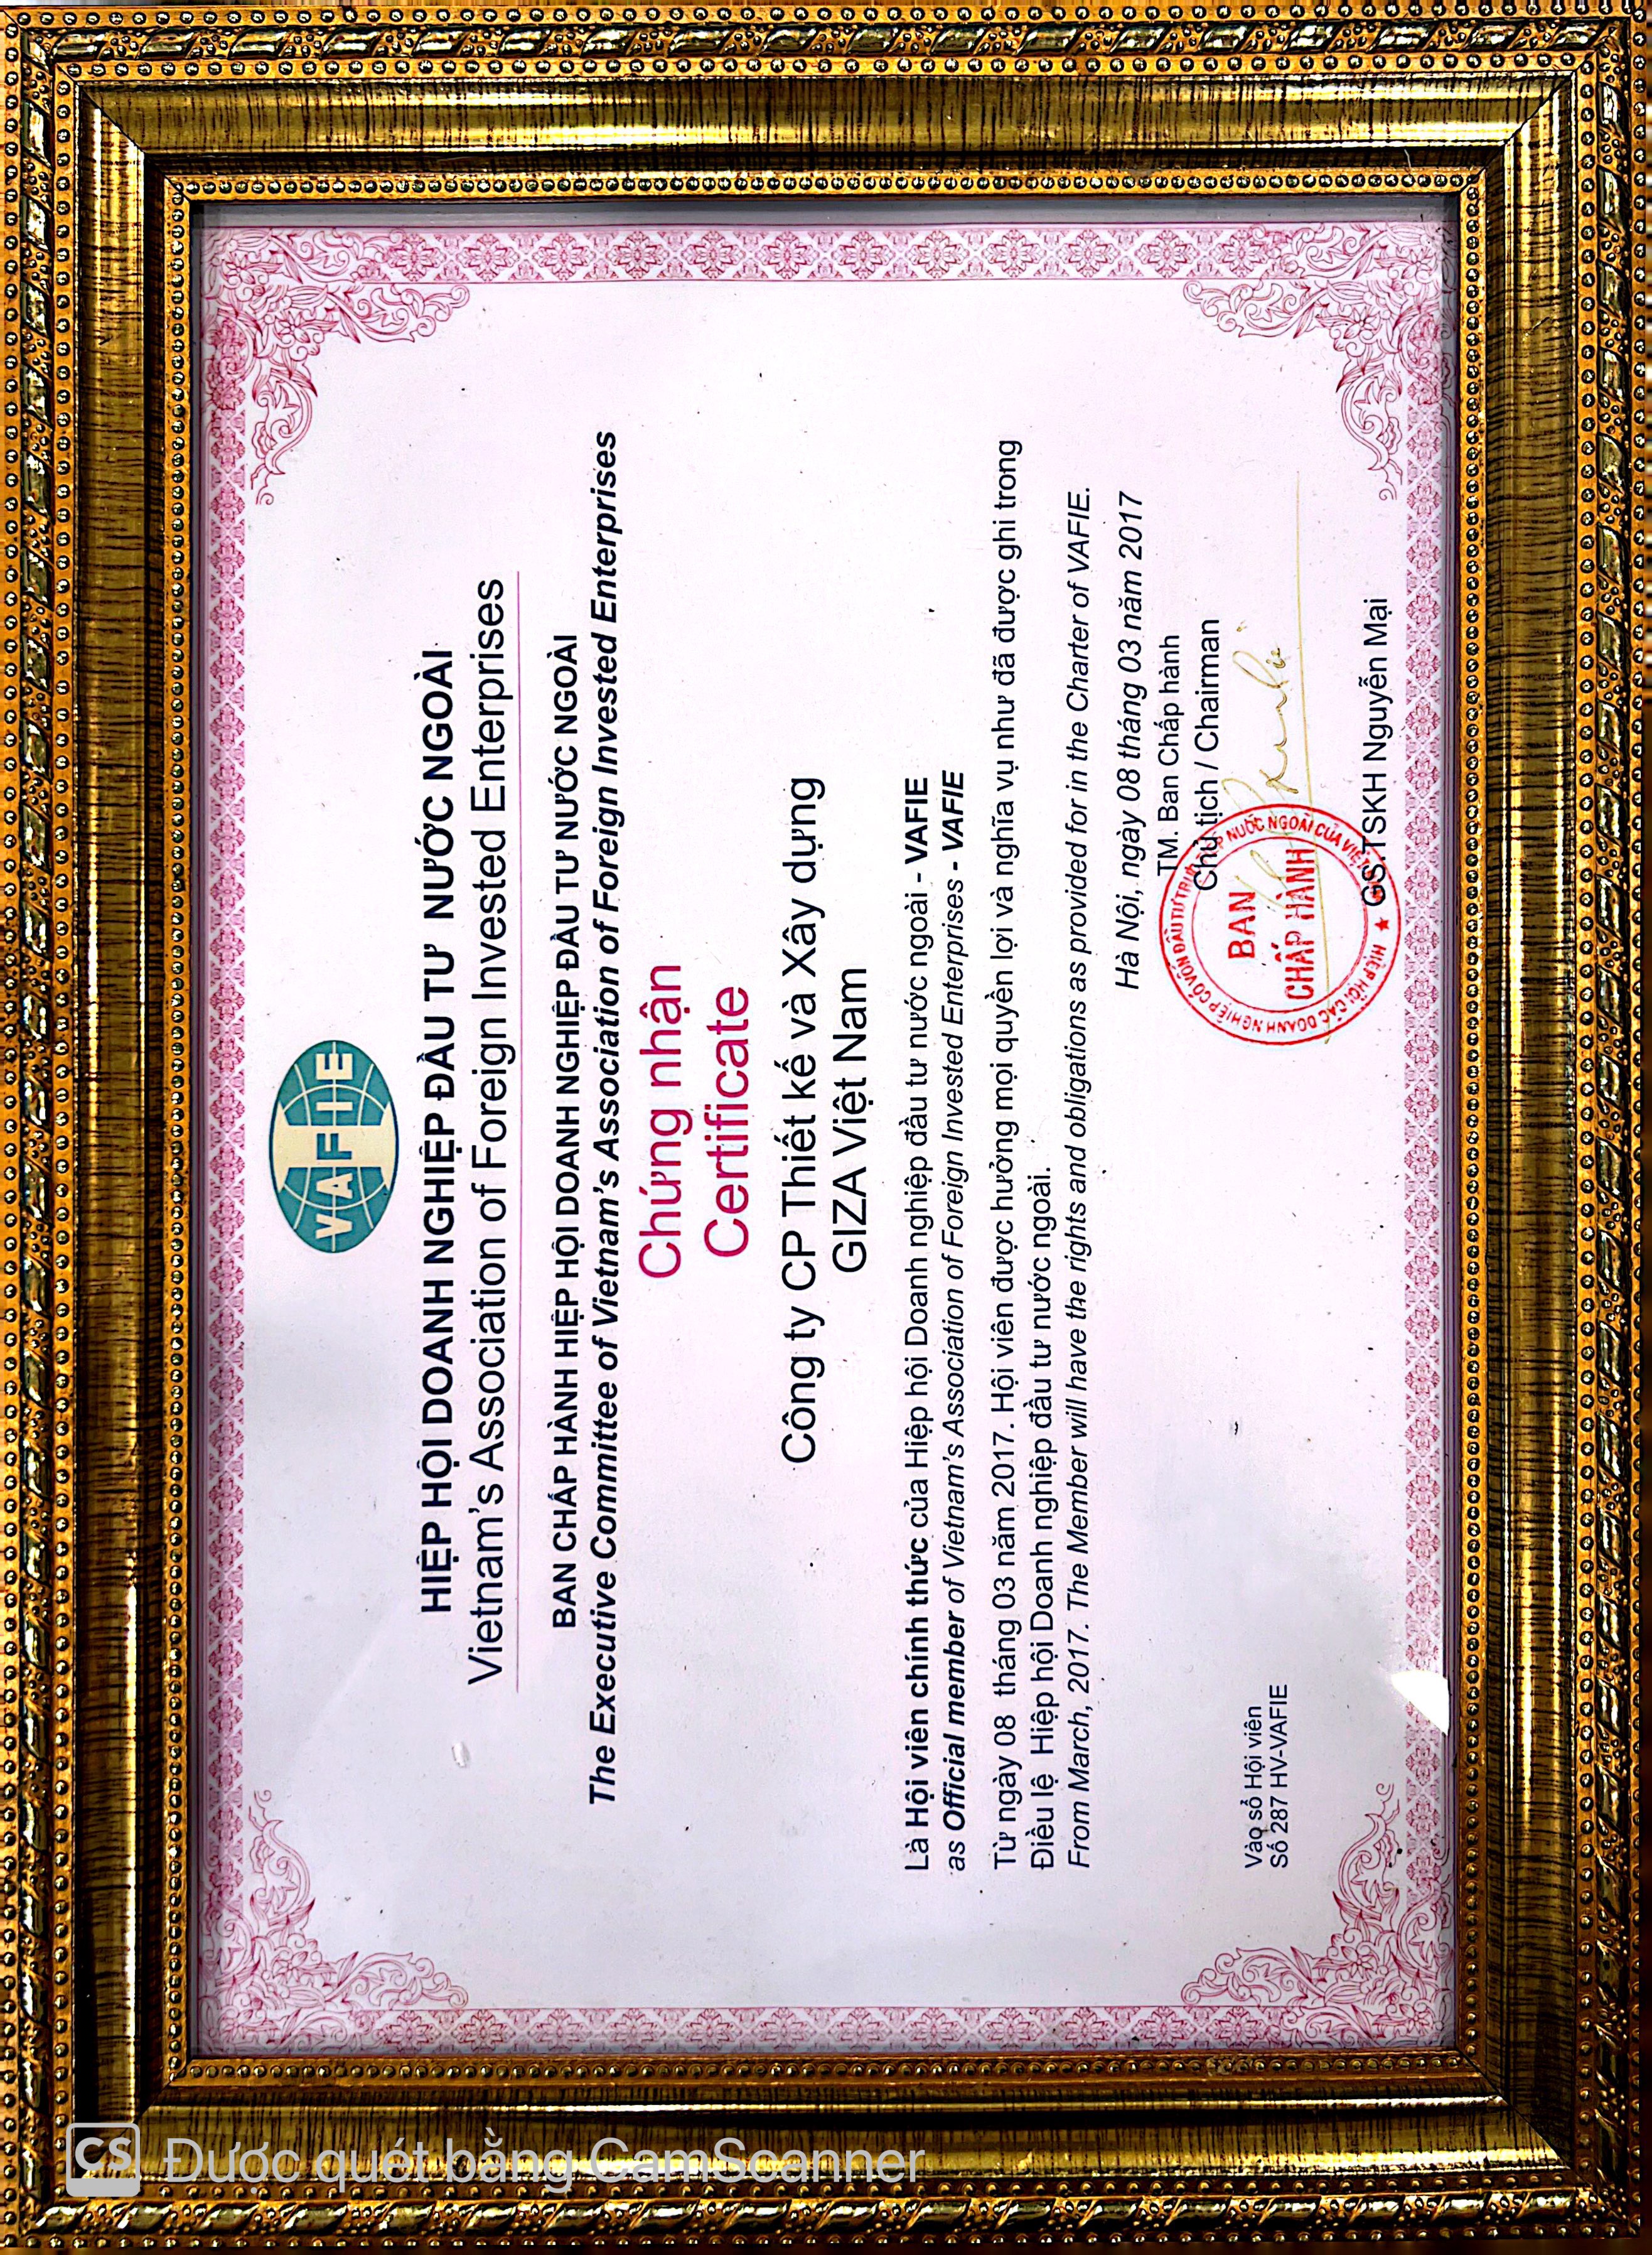 VAFIE
HIỆP HỘI DOANH NGHIỆP ĐẦU TƯ NƯỚC NGOÀI
Vietnam's Association of Foreign Invested Enterprises
BAN CHẤP HÀNH HIỆP HỘI DOANH NGHIỆP ĐẦU TƯ NƯỚC NGOÀI
The Executive Committee of Vietnam's Association of Foreign Invested Enterprises
Chứng nhận
Certificate
Công ty CP Thiết kế và Xây dựng
GIZA Việt Nam
Là Hội viên chính thức của Hiệp hội Doanh nghiệp đầu tư nước ngoài - VAFIE
as Official member of Vietnam's Association of Foreign Invested Enterprises - VAFIE
Từ ngày 08 tháng 03 năm 2017. Hội viên được hưởng mọi quyền lợi và nghĩa vụ như đã được ghi trong
Điều lệ Hiệp hội Doanh nghiệp đầu tư nước ngoài.
From March, 2017. The Member will have the rights and obligations as provided for in the Charter of VAFIE.
Hà Nội, ngày 08 tháng 03 năm 2017
TM. Ban Chấp hành
Chủ tịch / Chairman
BAN
CHẤP HÀNH
GS.TSKH Nguyễn Mại
Vào sổ Hội viên
Số 287 HV-VAFIE
CS Được quét bằng CamScanner